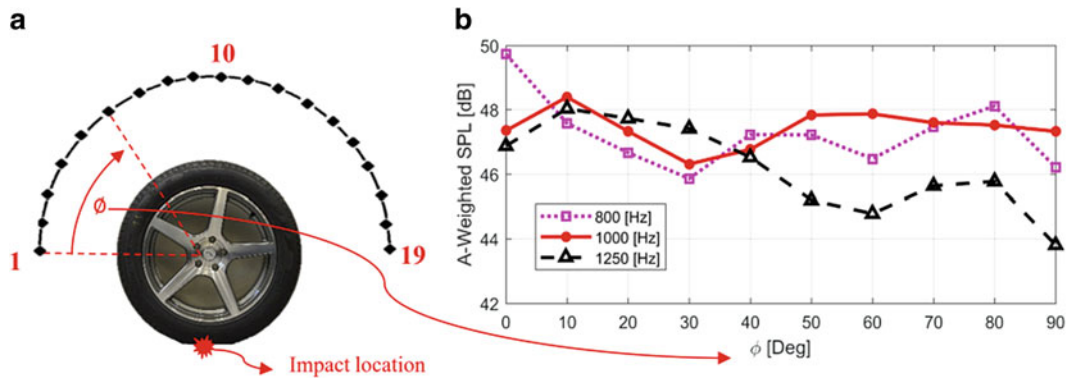 a
10
ϕ
1
19
Impact location
b
A-Weighted SPL [dB]
50
48
46
44
42
800 [Hz]
1000 [Hz]
1250 [Hz]
0 10 20 30 40 50 60 70 80 90
ϕ [Deg]